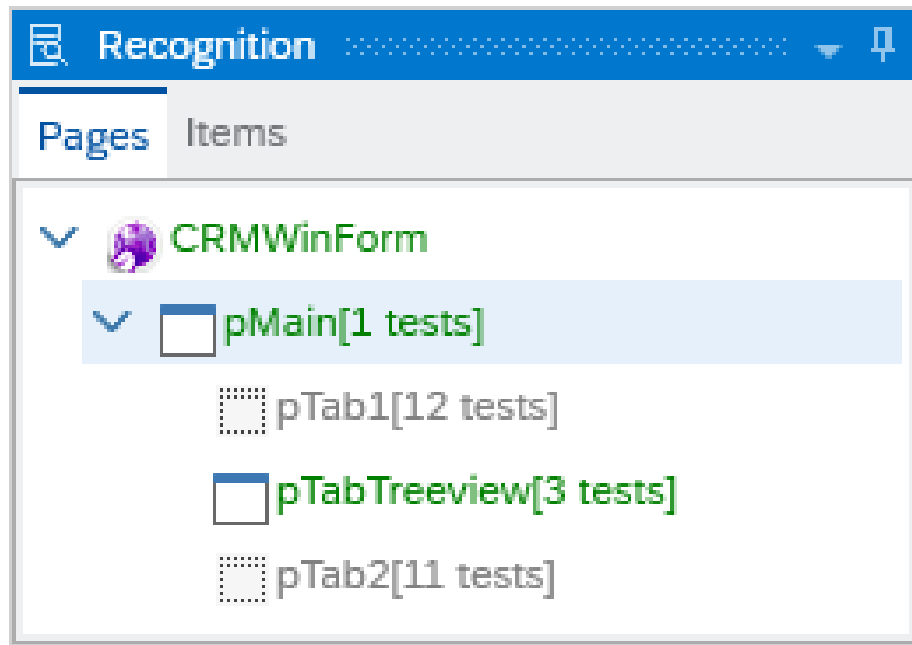 Recognition
Pages Items
CRMWinForm
pMain[1 tests]
pTab1[12 tests]
pTabTreeview[3 tests]
pTab2[11 tests]